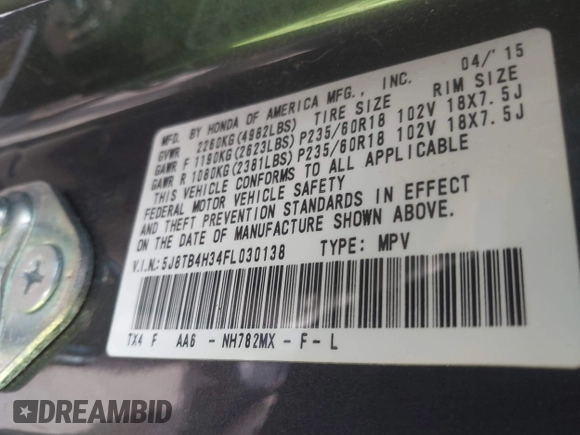 MFD. BY HONDA OF AMERICA MFG., INC. 04/'15
GVWR 2260KG(4982LBS) TIRE SIZE RIM SIZE
GAWR F 1190KG(2623LBS)P235/60R18 102V 18X7.5J
GAWR R 1080KG(2381LBS)P235/60R18 102V 18X7.5J
THIS VEHICLE CONFORMS TO ALL APPLICABLE
FEDERAL MOTOR VEHICLE SAFETY
AND THEFT PREVENTION STANDARDS IN EFFECT
ON THE DATE OF MANUFACTURE SHOWN ABOVE.
V.I.N.:5J8TB4H34FL030138 TYPE: MPV
TX4 F AA6 - NH782MX - F - L
DREAMBID